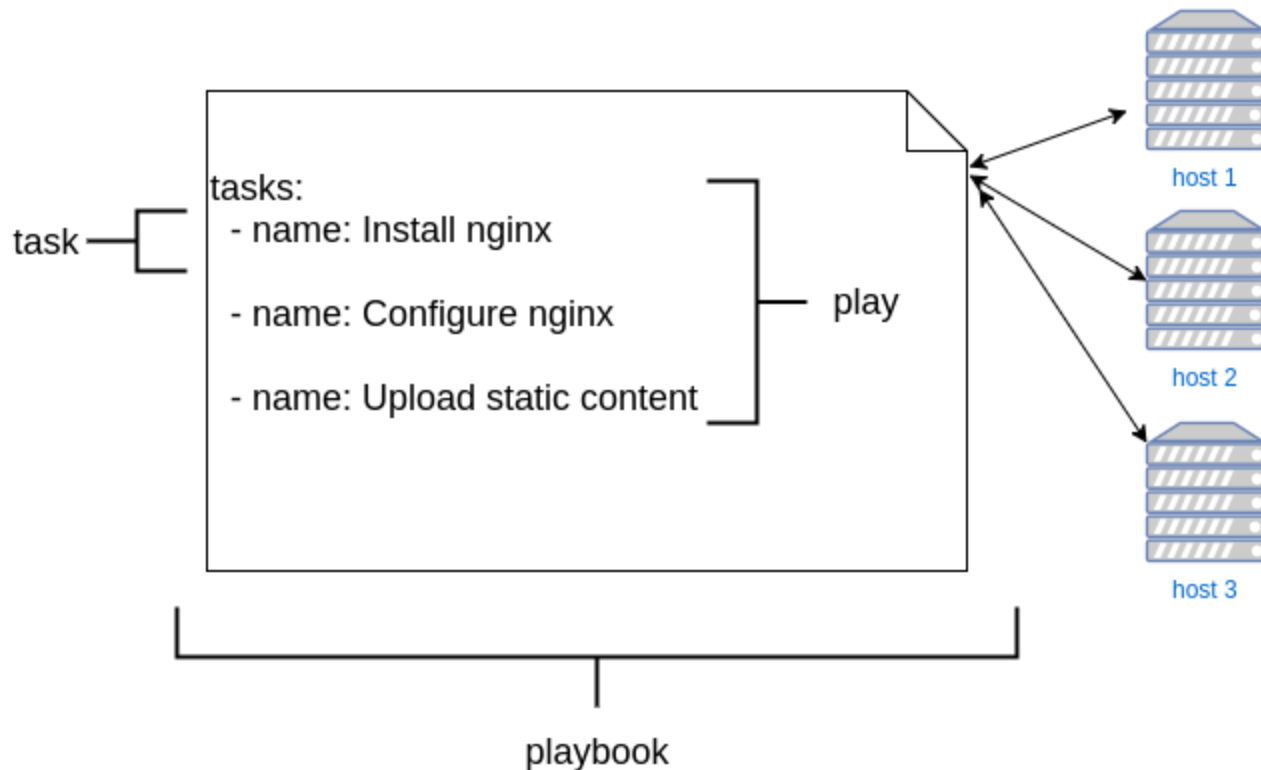 tasks:
- name: Install nginx
task
- name: Configure nginx
play
- name: Upload static content
host 1
host 2
host 3
playbook